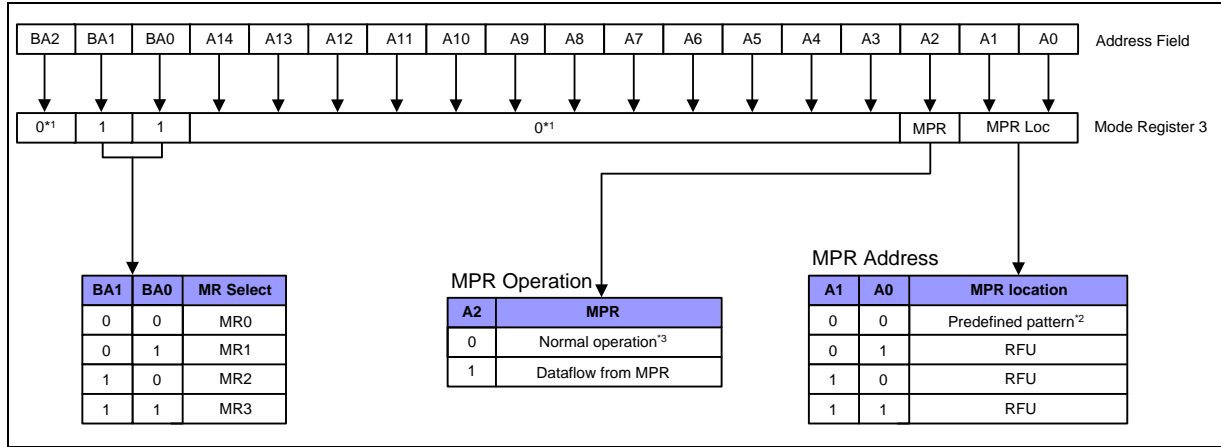 BA2 BA1 BA0 A14 A13 A12 A11 A10 A9 A8 A7 A6 A5 A4 A3 A2 A1 A0 Address Field
0*1 1 1 0*1 MPR MPR Loc Mode Register 3
BA1 BA0 MR Select
0 0 MR0
0 1 MR1
1 0 MR2
1 1 MR3
MPR Operation
A2 MPR
0 Normal operation*3
1 Dataflow from MPR
MPR Address
A1 A0 MPR location
0 0 Predefined pattern*2
0 1 RFU
1 0 RFU
1 1 RFU